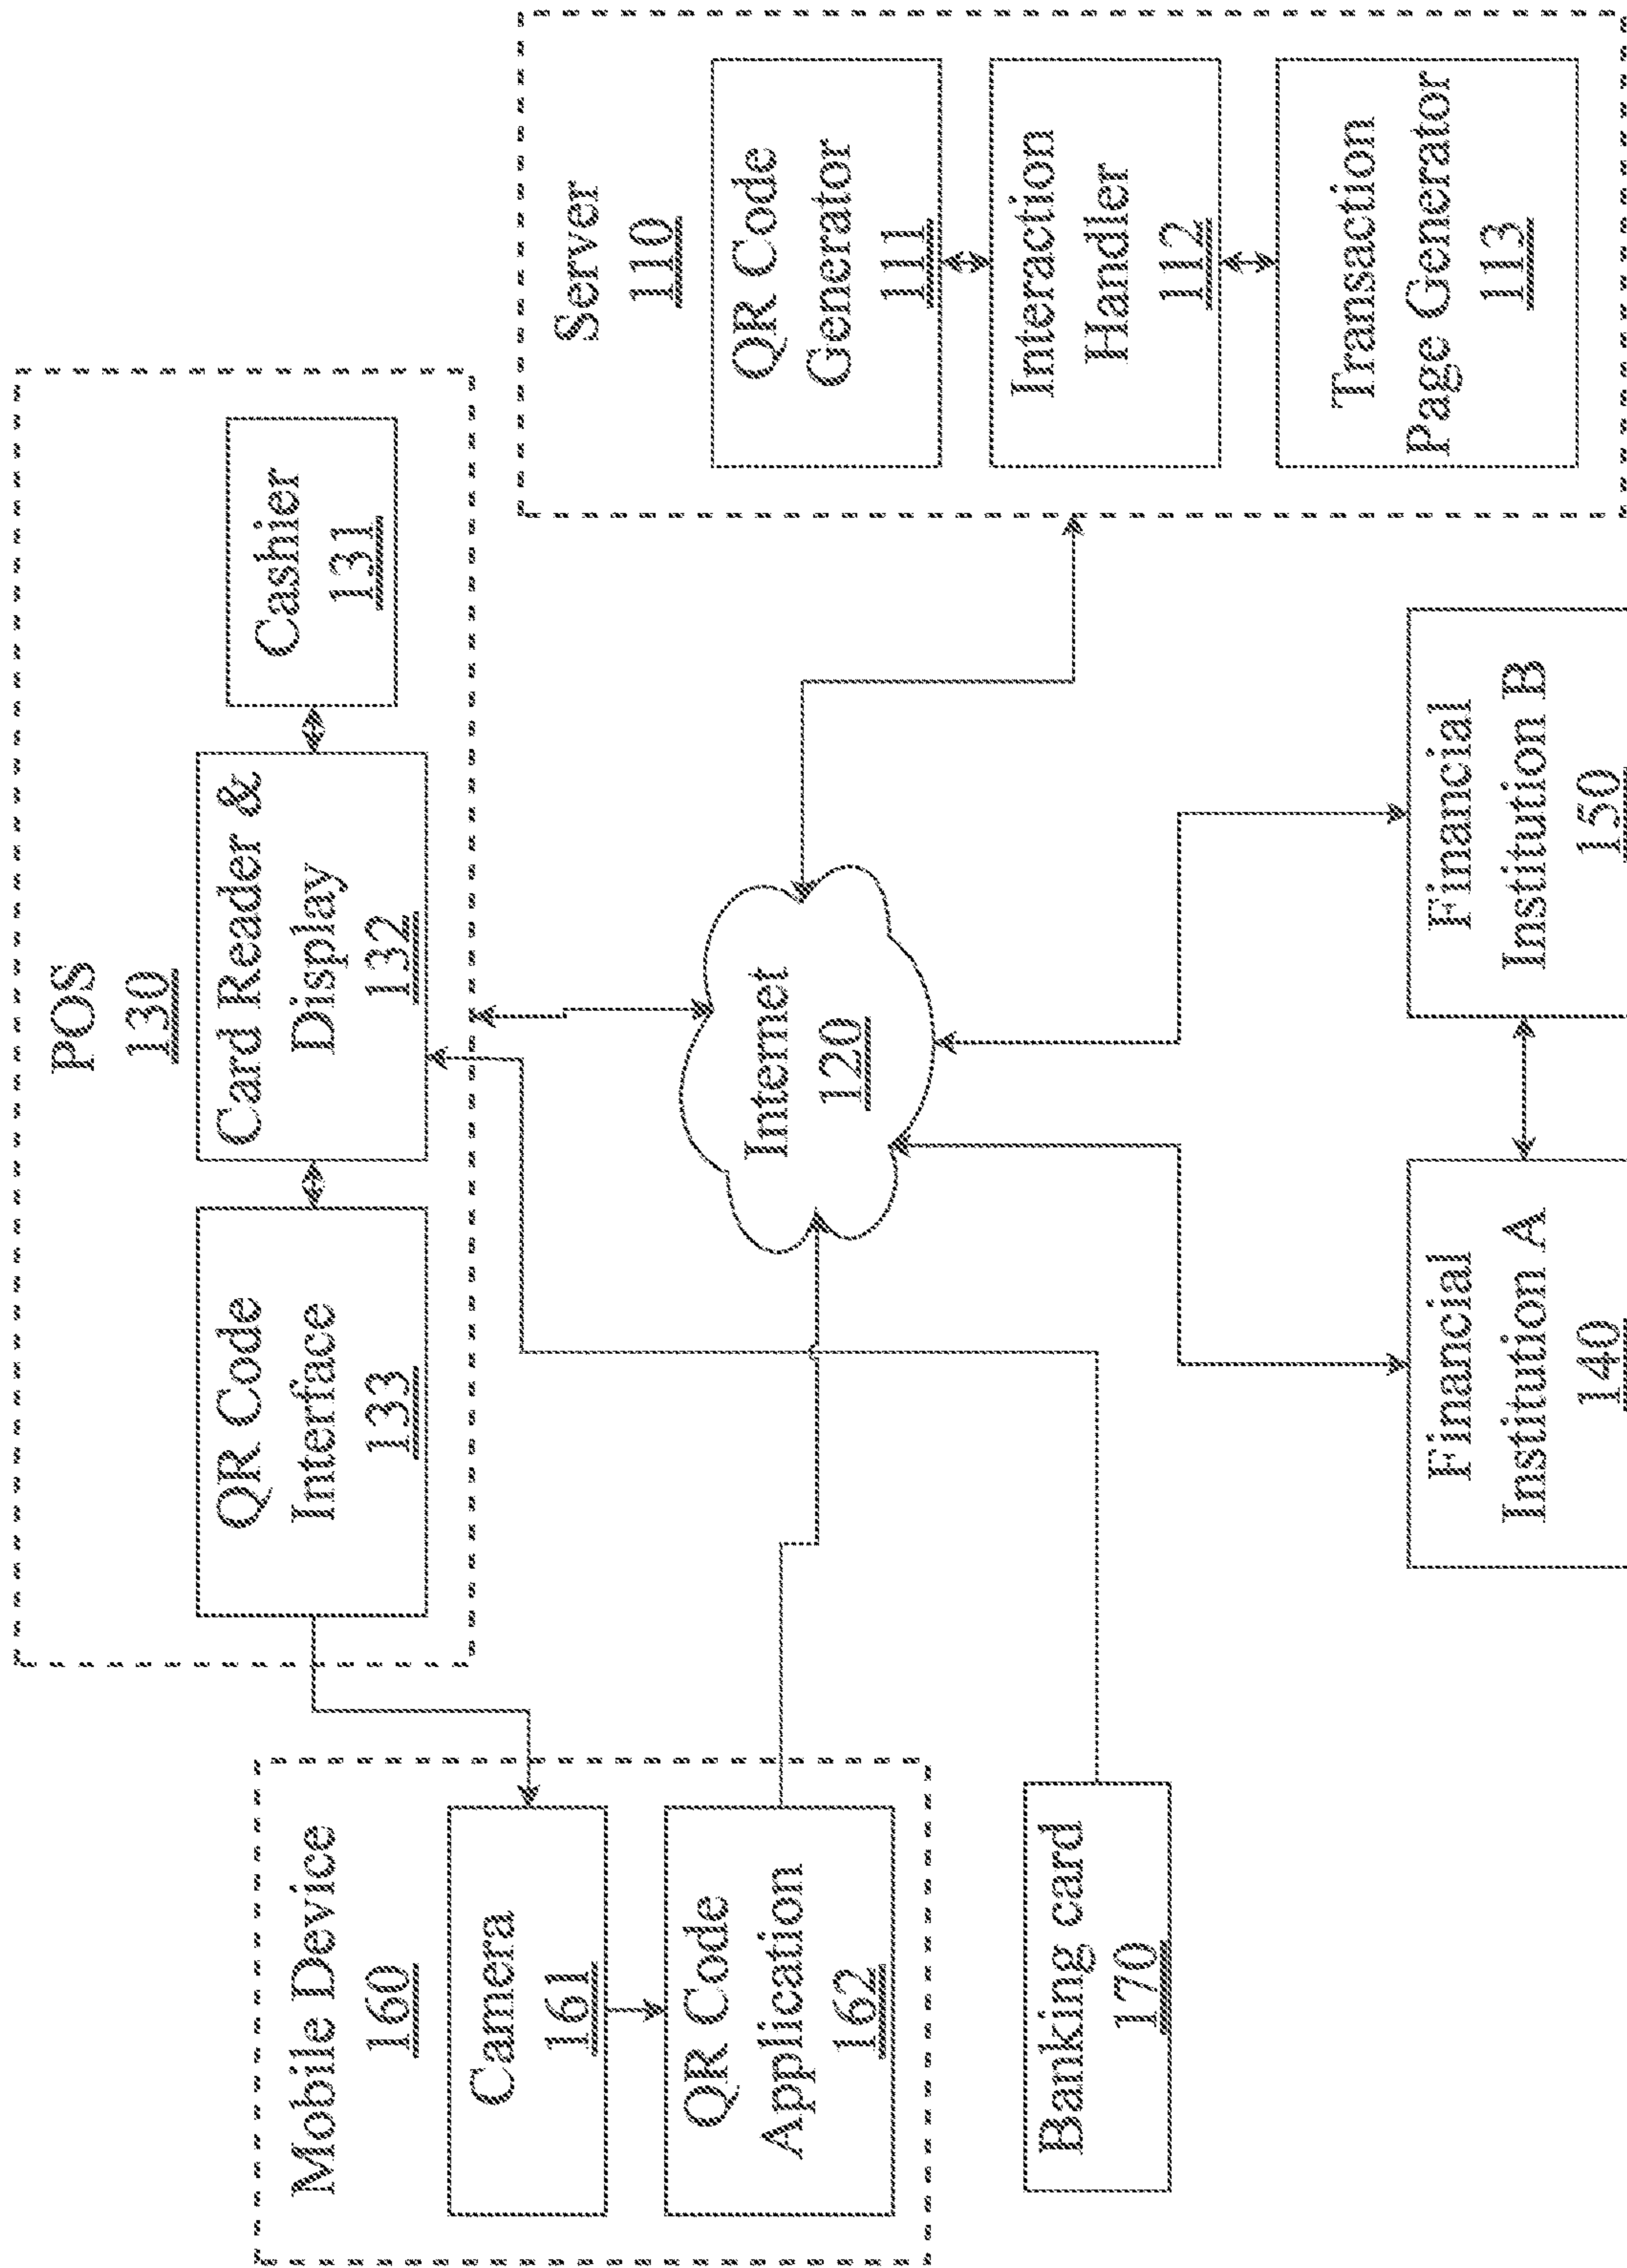 POS
130
QR Code
Interface
133
Card Reader &
Display
132
Cashier
131
Mobile Device
160
Camera
161
QR Code
Application
162
Banking card
170
Internet
120
Server
110
QR Code
Generator
111
Interaction
Handler
112
Transaction
Page Generator
113
Financial
Institution A
140
Financial
Institution B
150